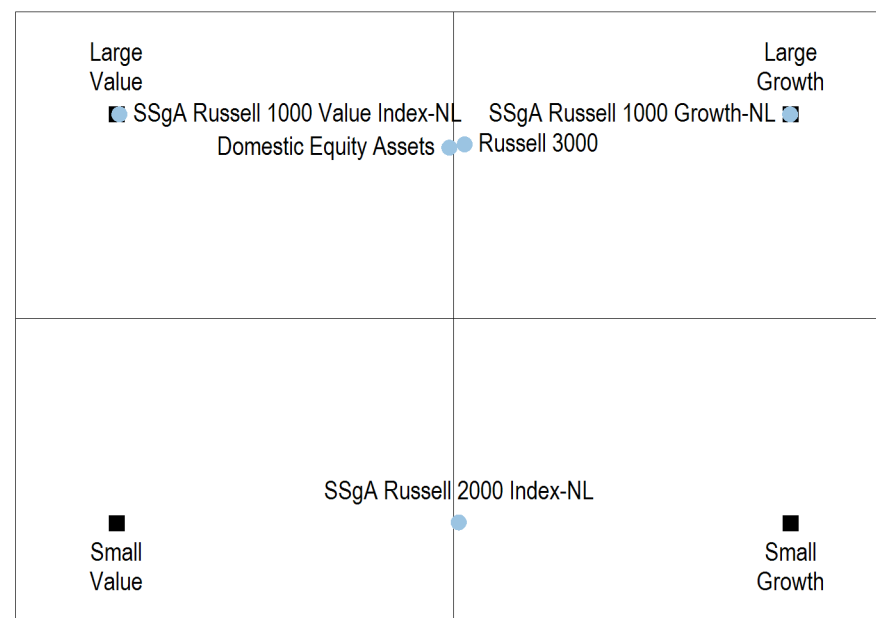 Large
Value
Large
Growth
SSgA Russell 1000 Value Index-NL
SSgA Russell 1000 Growth-NL
Domestic Equity Assets
Russell 3000
SSgA Russell 2000 Index-NL
Small
Value
Small
Growth